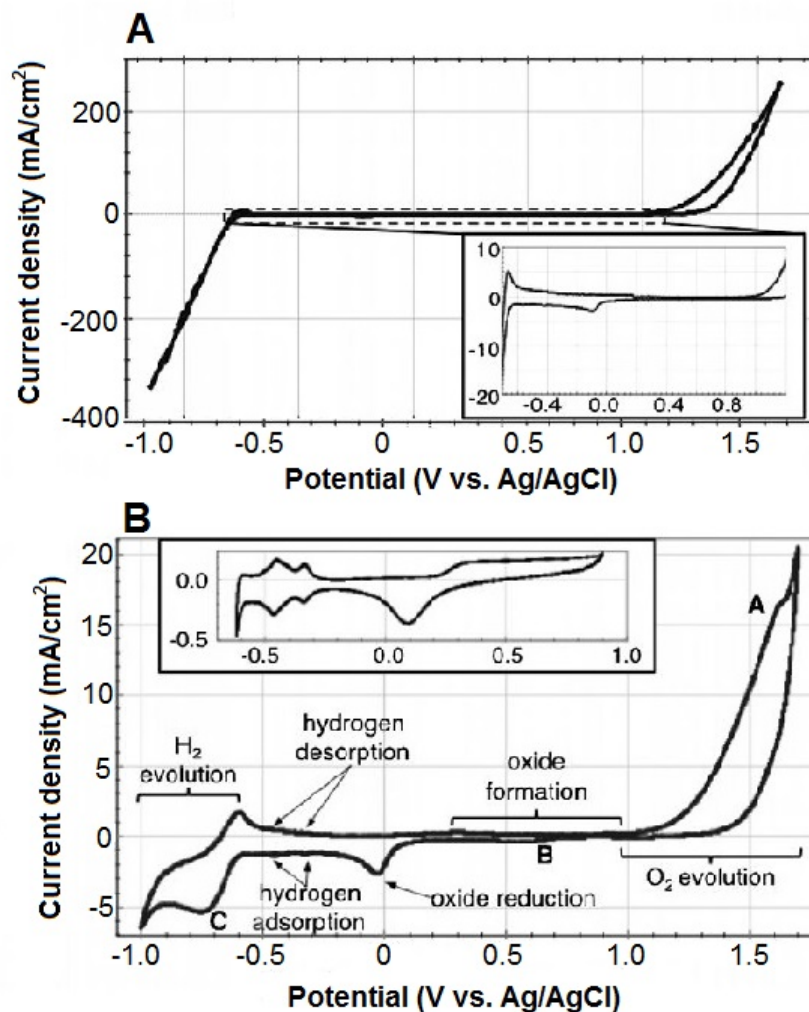 A
Current density (mA/cm²)
200
0
-200
-400
10
0
-10
-20
-0.4 0.0 0.4 0.8
-1.0 -0.5 0 0.5 1.0 1.5
Potential (V vs. Ag/AgCl)
B
Current density (mA/cm²)
20
15
10
5
0
-5
0.0
-0.5
-0.5 0.0 0.5 1.0
A
H₂
evolution
hydrogen
desorption
oxide
formation
B
O₂ evolution
C
hydrogen
adsorption
oxide reduction
-1.0 -0.5 0 0.5 1.0 1.5
Potential (V vs. Ag/AgCl)